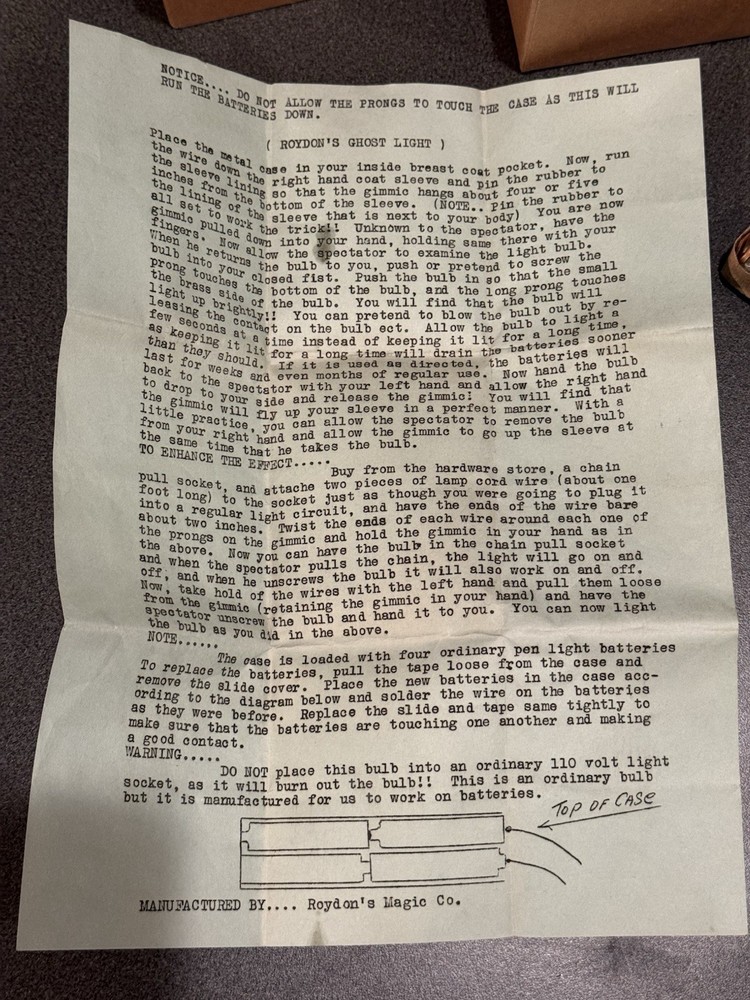 NOTICE.... DO NOT ALLOW THE PRONGS TO TOUCH THE CASE AS THIS WILL
RUN THE BATTERIES DOWN.
( ROYDON'S GHOST LIGHT )
Place the metal case in your inside breast coat pocket. Now, run
the wire down the right hand coat sleeve and pin the rubber to
the sleeve lining so that the gimmic hangs about four or five
inches from the bottom of the sleeve. (NOTE.. pin the rubber to
the lining of the sleeve that is next to your body) You are now
all set to work the trick!! Unknown to the spectator, have the
gimmic pulled down into your hand, holding same there with your
fingers. Now allow the spectator to examine the light bulb.
When he returns the bulb to you, push or pretend to screw the
bulb into your closed fist. Push the bulb in so that the small
prong touches the bottom of the bulb, and the long prong touches
the brass side of the bulb. You will find that the bulb will
light up brightly!! You can pretend to blow the bulb out by re-
leasing the contact on the bulb ect. Allow the bulb to light a
few seconds at a time instead of keeping it lit for a long time,
as keeping it lit for a long time will drain the batteries sooner
than they should. If it is used as directed, the batteries will
last for weeks and even months of regular use. Now hand the bulb
back to the spectator with your left hand and allow the right hand
to drop to your side and release the gimmic! You will find that
the gimmic will fly up your sleeve in a perfect manner. With a
little practice, you can allow the spectator to remove the bulb
from your right hand and allow the gimmic to go up the sleeve at
the same time that he takes the bulb.
TO ENHANCE THE EFFECT.....
Buy from the hardware store, a chain
pull socket, and attache two pieces of lamp cord wire (about one
foot long) to the socket just as though you were going to plug it
into a regular light circuit, and have the ends of the wire bare
about two inches. Twist the ends of each wire around each one of
the prongs on the gimmic and hold the gimmic in your hand as in
the above. Now you can have the bulb in the chain pull socket
and when the spectator pulls the chain, the light will go on and
off, and when he unscrews the bulb it will also work on and off.
Now, take hold of the wires with the left hand and pull them loose
from the gimmic (retaining the gimmic in your hand) and have the
spectator unscrew the bulb and hand it to you. You can now light
the bulb as you did in the above.
NOTE......
The case is loaded with four ordinary pen light batteries
To replace the batteries, pull the tape loose from the case and
remove the slide cover. Place the new batteries in the case acc-
ording to the diagram below and solder the wire on the batteries
as they were before. Replace the slide and tape same tightly to
make sure that the batteries are touching one another and making
a good contact.
WARNING.....
DO NOT place this bulb into an ordinary 110 volt light
socket, as it will burn out the bulb!! This is an ordinary bulb
but it is manufactured for us to work on batteries.
TOP OF CASE
MANUFACTURED BY.... Roydon's Magic Co.